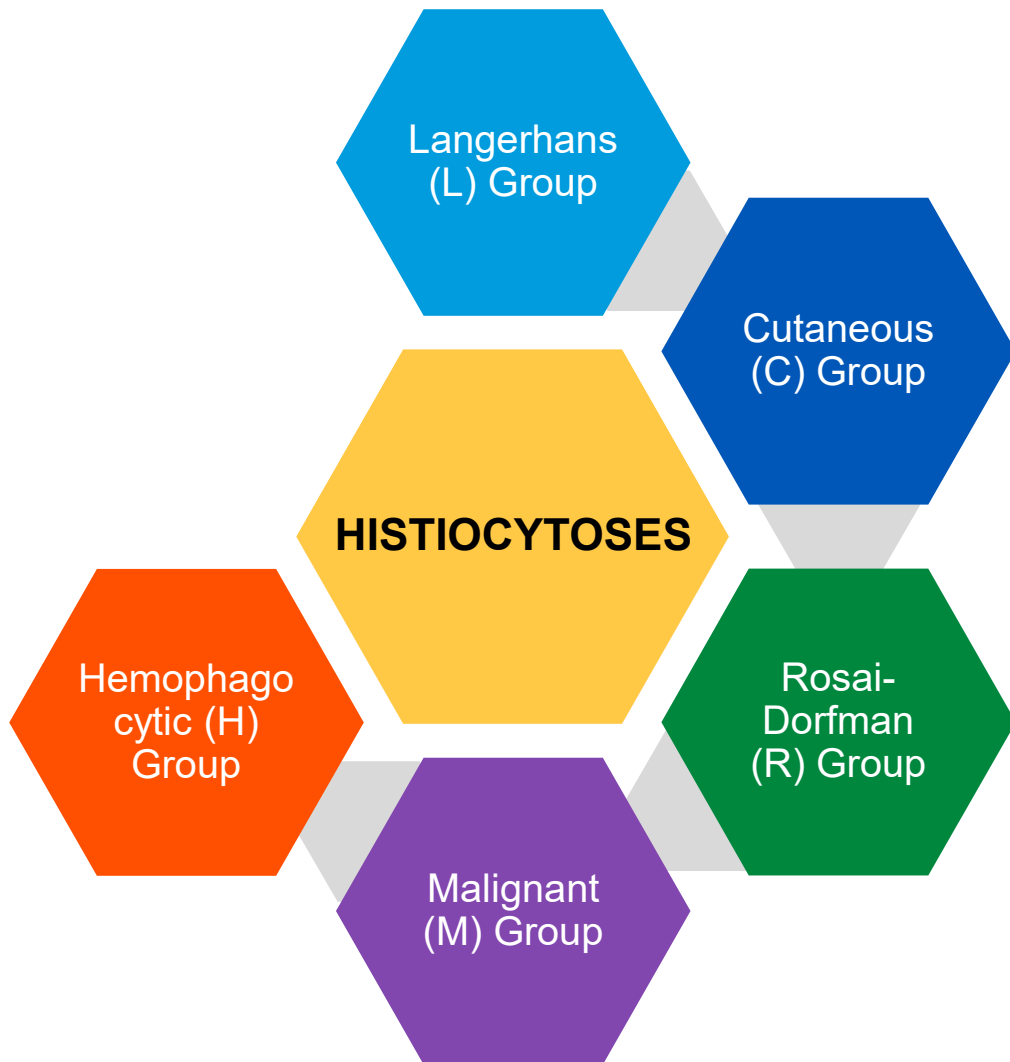 Langerhans
(L) Group
Cutaneous
(C) Group
HISTIOCYTOSES
Rosai-
Dorfman
(R) Group
Hemophago
cytic (H)
Group
Malignant
(M) Group